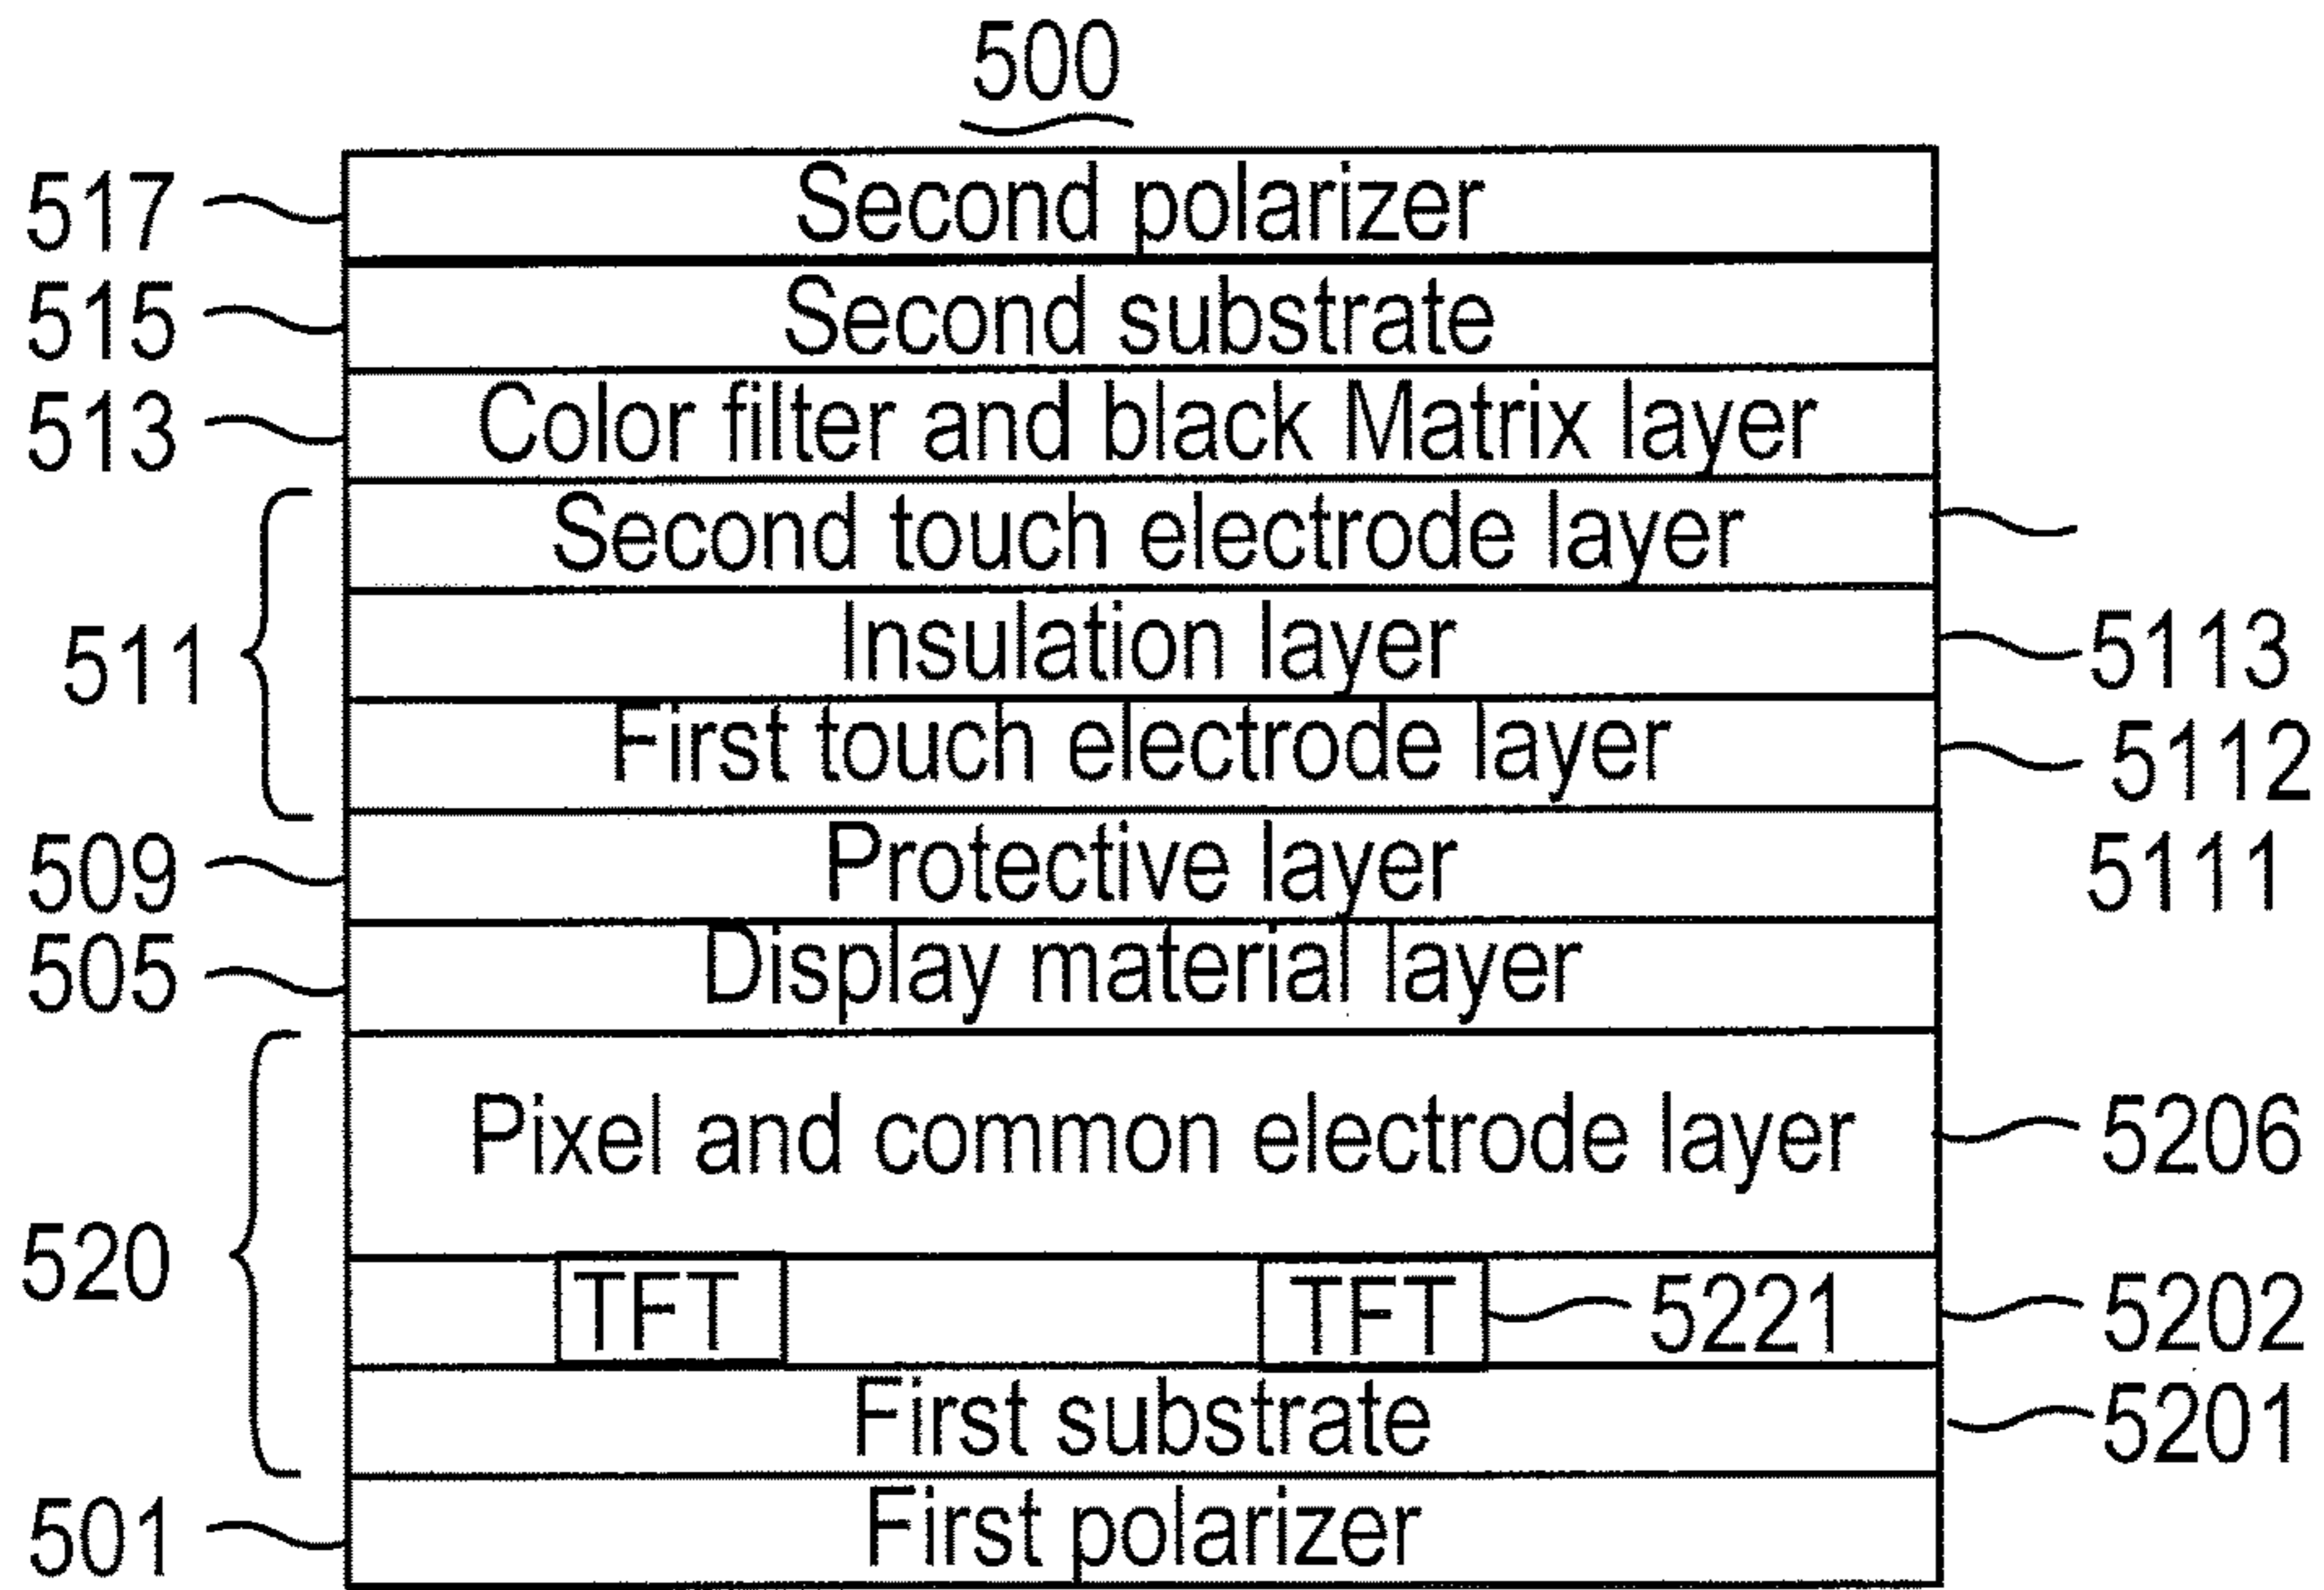 500
517 Second polarizer
515 Second substrate
513 Color filter and black Matrix layer
Second touch electrode layer
511 Insulation layer 5113
First touch electrode layer 5112
509 Protective layer 5111
505 Display material layer
Pixel and common electrode layer 5206
520 TFT TFT 5221 5202
First substrate 5201
501 First polarizer